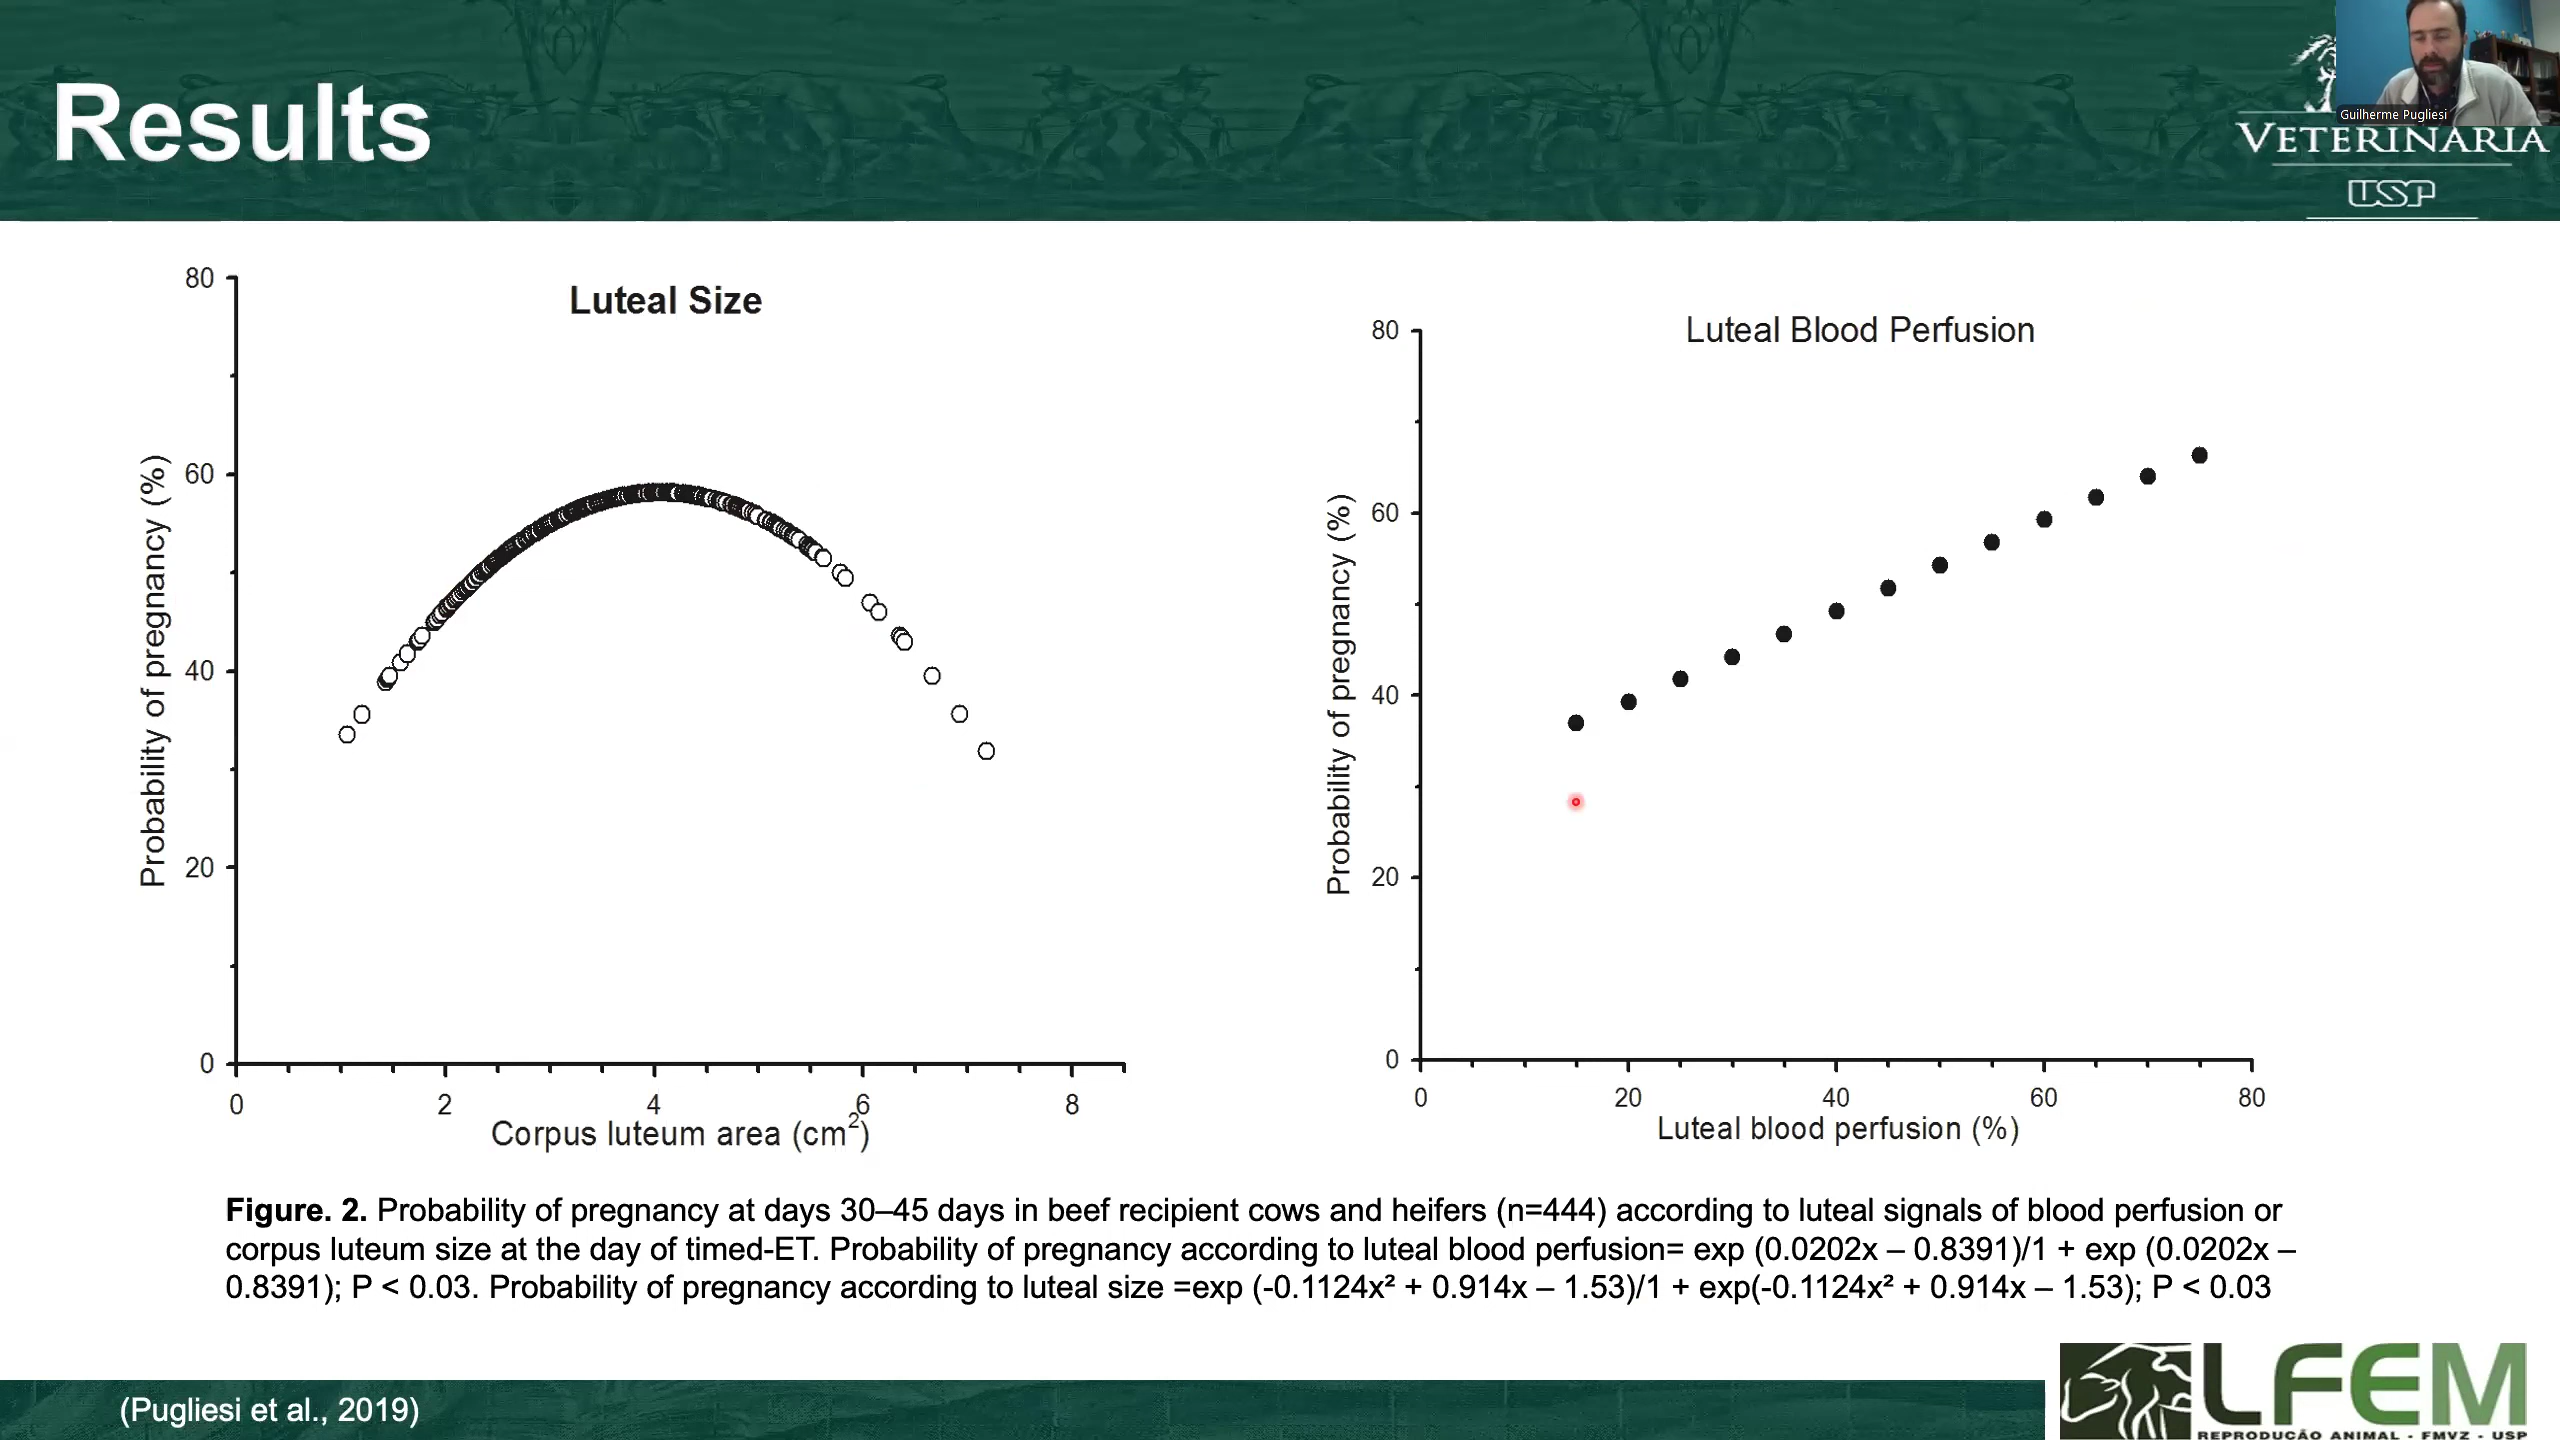 Results
Guilherme Pugliesi
VETERINARIA
USP
Luteal Size
80
60
40
20
0
Probability of pregnancy (%)
0 2 4 6 8
Corpus luteum area (cm²)
Luteal Blood Perfusion
80
60
40
20
0
Probability of pregnancy (%)
0 20 40 60 80
Luteal blood perfusion (%)
Figure. 2. Probability of pregnancy at days 30–45 days in beef recipient cows and heifers (n=444) according to luteal signals of blood perfusion or
corpus luteum size at the day of timed-ET. Probability of pregnancy according to luteal blood perfusion= exp (0.0202x – 0.8391)/1 + exp (0.0202x –
0.8391); P < 0.03. Probability of pregnancy according to luteal size =exp (-0.1124x² + 0.914x – 1.53)/1 + exp(-0.1124x² + 0.914x – 1.53); P < 0.03
(Pugliesi et al., 2019)
LFEM
REPRODUÇÃO ANIMAL - FMVZ - USP